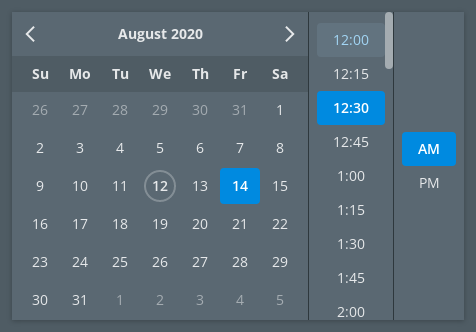 August 2020
Su Mo Tu We Th Fr Sa
26 27 28 29 30 31 1
2 3 4 5 6 7 8
9 10 11 12 13 14 15
16 17 18 19 20 21 22
23 24 25 26 27 28 29
30 31 1 2 3 4 5
12:00
12:15
12:30
12:45
1:00
1:15
1:30
1:45
2:00
AM
PM